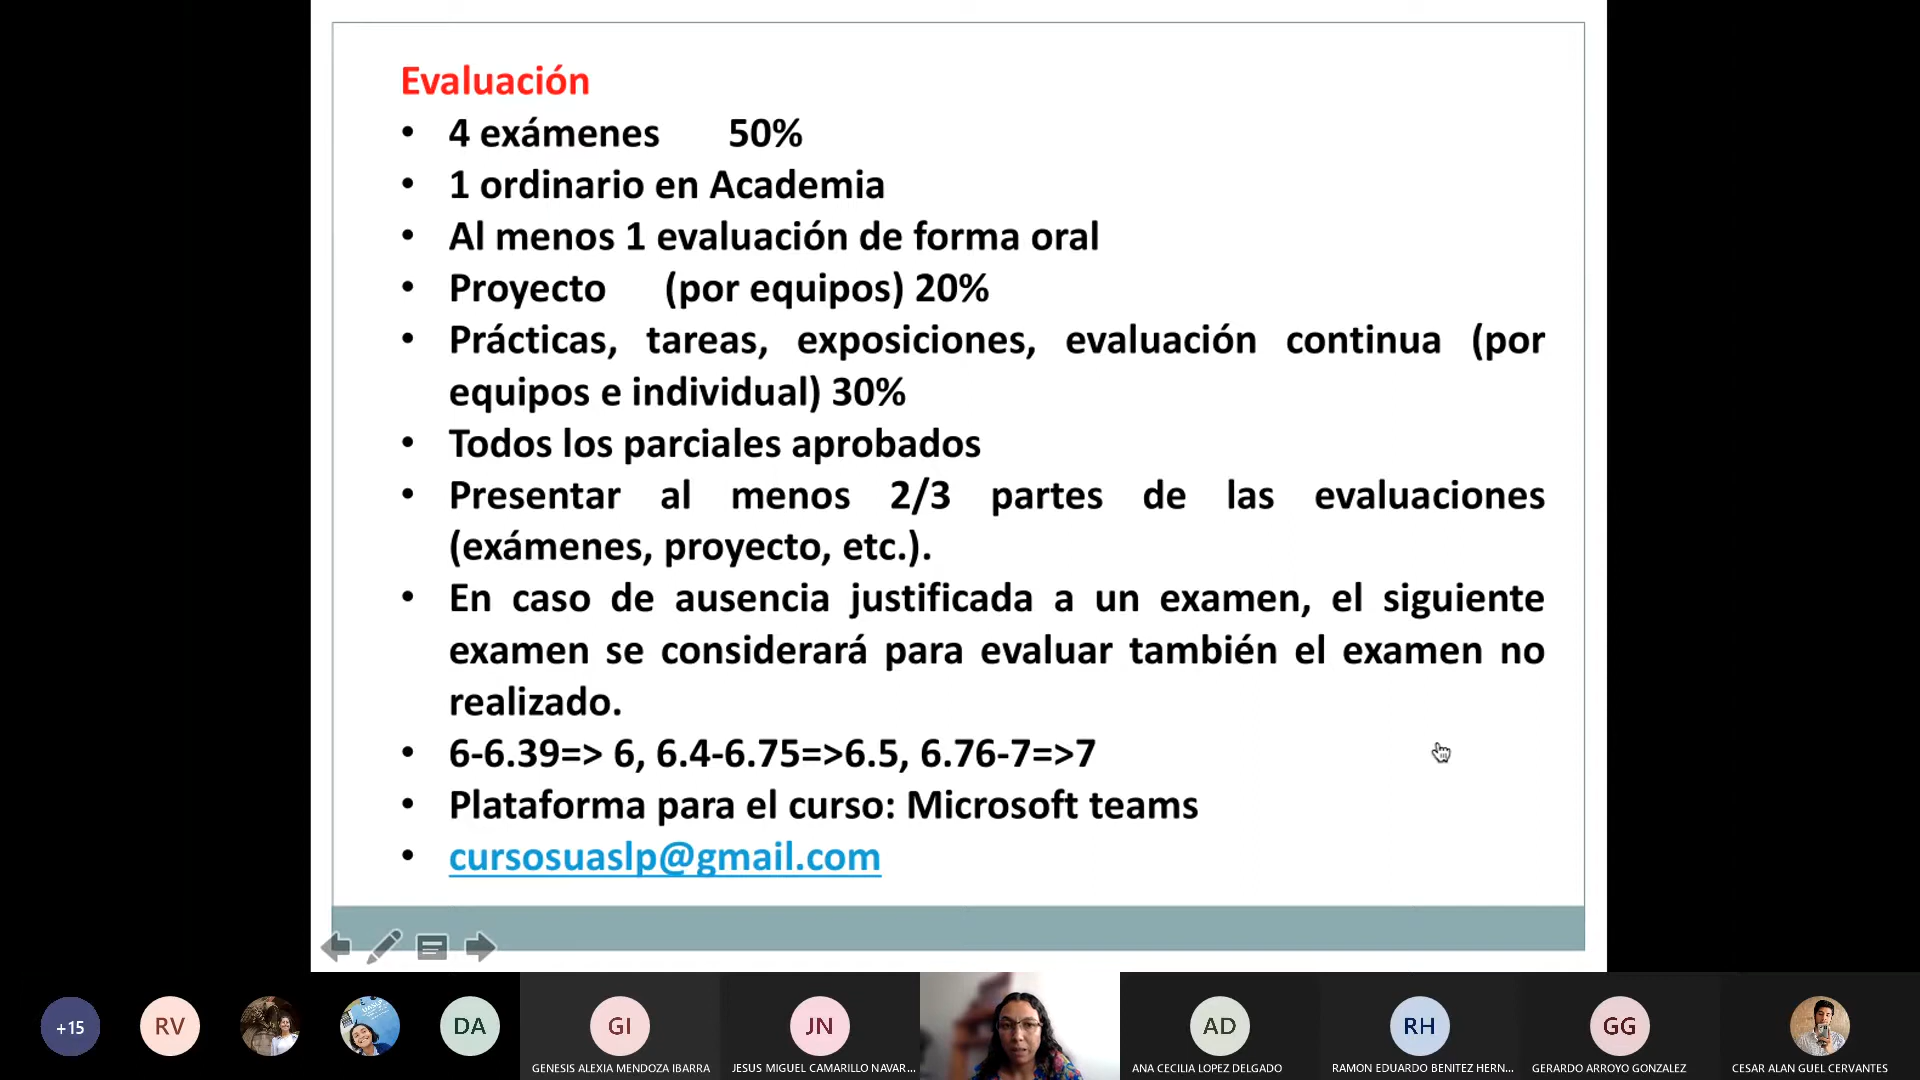 Evaluación
• 4 exámenes 50%
• 1 ordinario en Academia
• Al menos 1 evaluación de forma oral
• Proyecto (por equipos) 20%
• Prácticas, tareas, exposiciones, evaluación continua (por
equipos e individual) 30%
• Todos los parciales aprobados
• Presentar al menos 2/3 partes de las evaluaciones
(exámenes, proyecto, etc.).
• En caso de ausencia justificada a un examen, el siguiente
examen se considerará para evaluar también el examen no
realizado.
• 6-6.39=> 6, 6.4-6.75=>6.5, 6.76-7=>7
• Plataforma para el curso: Microsoft teams
• cursosuaslp@gmail.com
+15
RV
DA
GI
GENESIS ALEXIA MENDOZA IBARRA
JN
JESUS MIGUEL CAMARILLO NAVAR...
AD
ANA CECILIA LOPEZ DELGADO
RH
RAMON EDUARDO BENITEZ HERN...
GG
GERARDO ARROYO GONZALEZ
CESAR ALAN GUEL CERVANTES